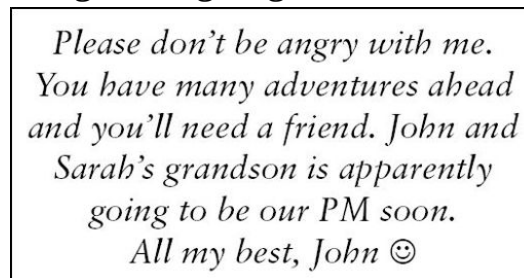 Please don't be angry with me.
You have many adventures ahead
and you'll need a friend. John and
Sarah's grandson is apparently
going to be our PM soon.
All my best, John ☺